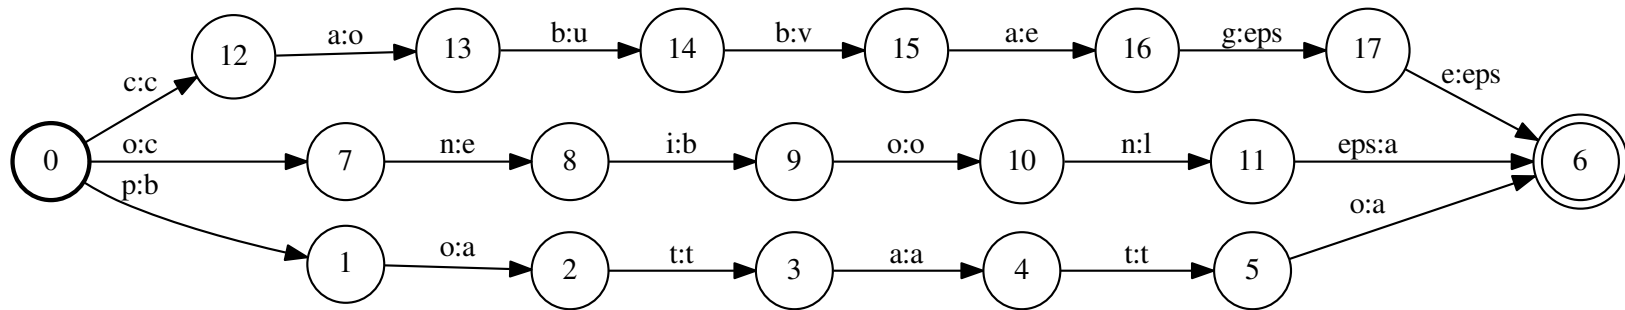 c:c 12 a:o 13 b:u 14 b:v 15 a:e 16 g:eps 17 e:eps
0 o:c 7 n:e 8 i:b 9 o:o 10 n:l 11 eps:a 6
p:b 1 o:a 2 t:t 3 a:a 4 t:t 5 o:a